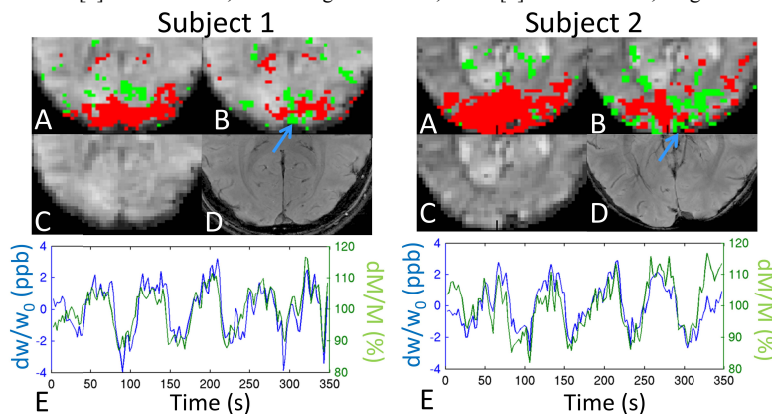 Subject 1 Subject 2
A B A B
C D C D
dw/w0 (ppb) 4 2 0 -2 -4
120 110 100 90 80 dM/M (%)
dw/w0 (ppb) 4 2 0 -2 -4
120 110 100 90 80 dM/M (%)
0 50 100 150 200 250 300 350 0 50 100 150 200 250 300 350
E Time (s) E Time (s)